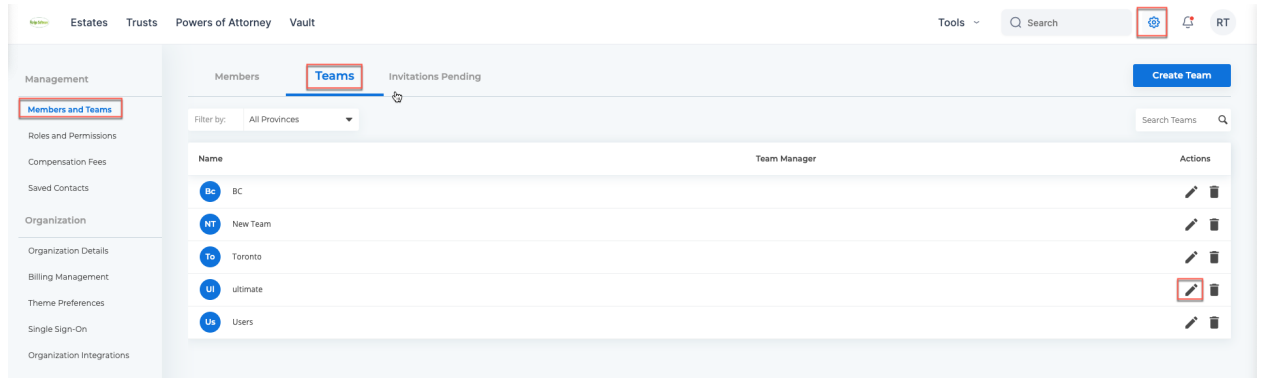 Estates Trusts Powers of Attorney Vault Tools Search RT
Management
Members and Teams
Roles and Permissions
Compensation Fees
Saved Contacts
Organization
Organization Details
Billing Management
Theme Preferences
Single Sign-On
Organization Integrations
Members Teams Invitations Pending Create Team
Filter by: All Provinces Search Teams
Name Team Manager Actions
Bc BC
NT New Team
To Toronto
Ul ultimate
Us Users